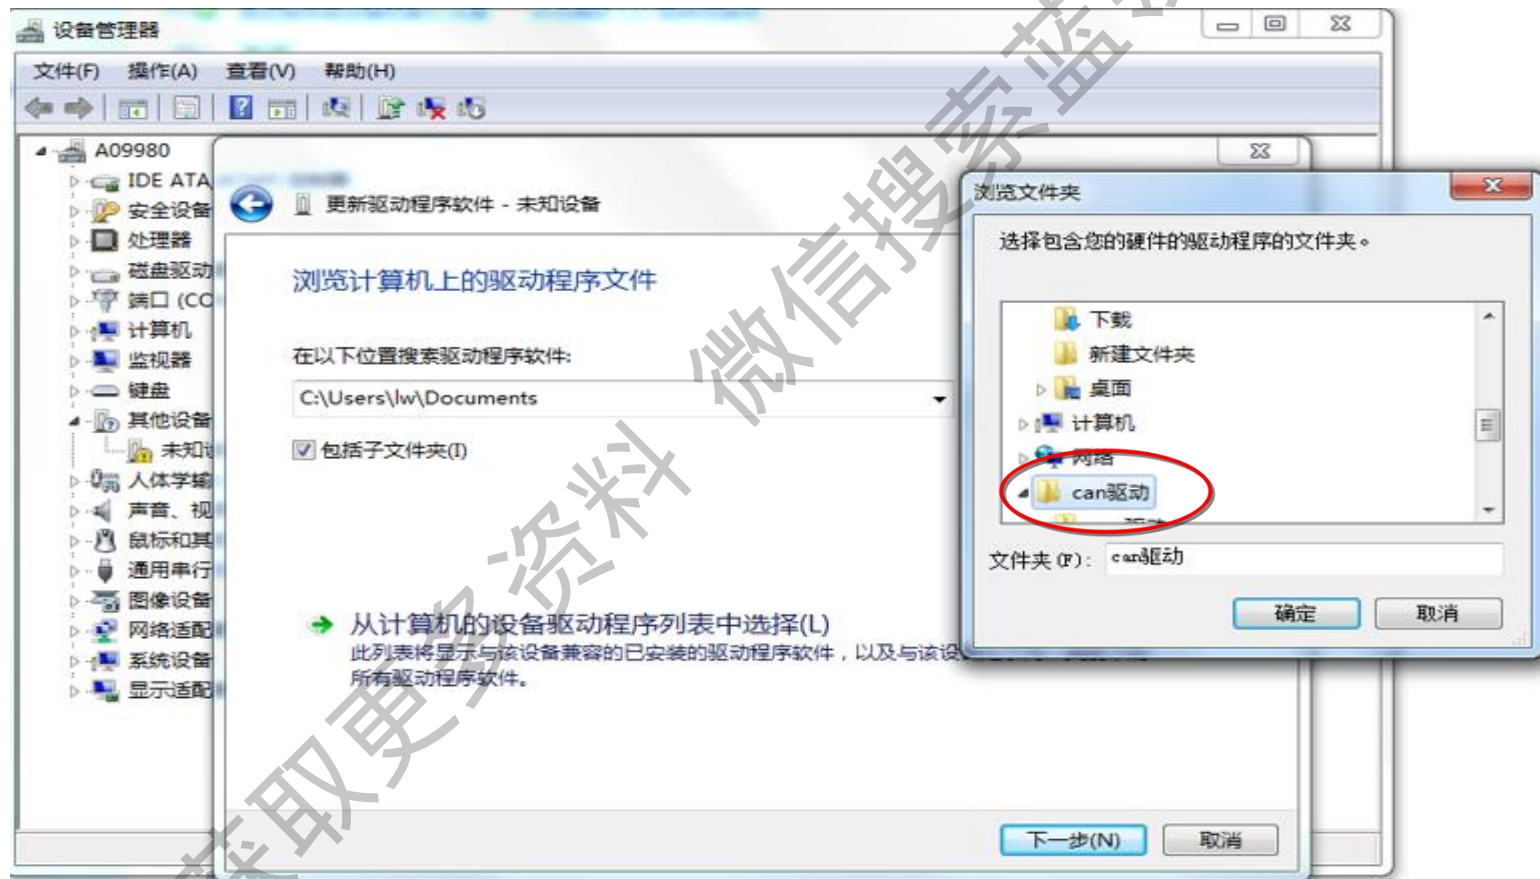 设备管理器
文件(F) 操作(A) 查看(V) 帮助(H)
A09980
IDE ATA
安全设备
处理器
磁盘驱动
端口 (CO
计算机
监视器
键盘
其他设备
未知
人体学输
声音、视
鼠标和其
通用串行
图像设备
网络适配
系统设备
显示适配
更新驱动程序软件 - 未知设备
浏览计算机上的驱动程序文件
在以下位置搜索驱动程序软件:
C:\Users\lw\Documents
包括子文件夹(I)
从计算机的设备驱动程序列表中选择(L)
此列表将显示与该设备兼容的已安装的驱动程序软件，以及与该设
所有驱动程序软件。
下一步(N) 取消
浏览文件夹
选择包含您的硬件的驱动程序的文件夹。
下载
新建文件夹
桌面
计算机
网络
can驱动
文件夹(F): can驱动
确定 取消
获取更多资料 微信搜索蓝